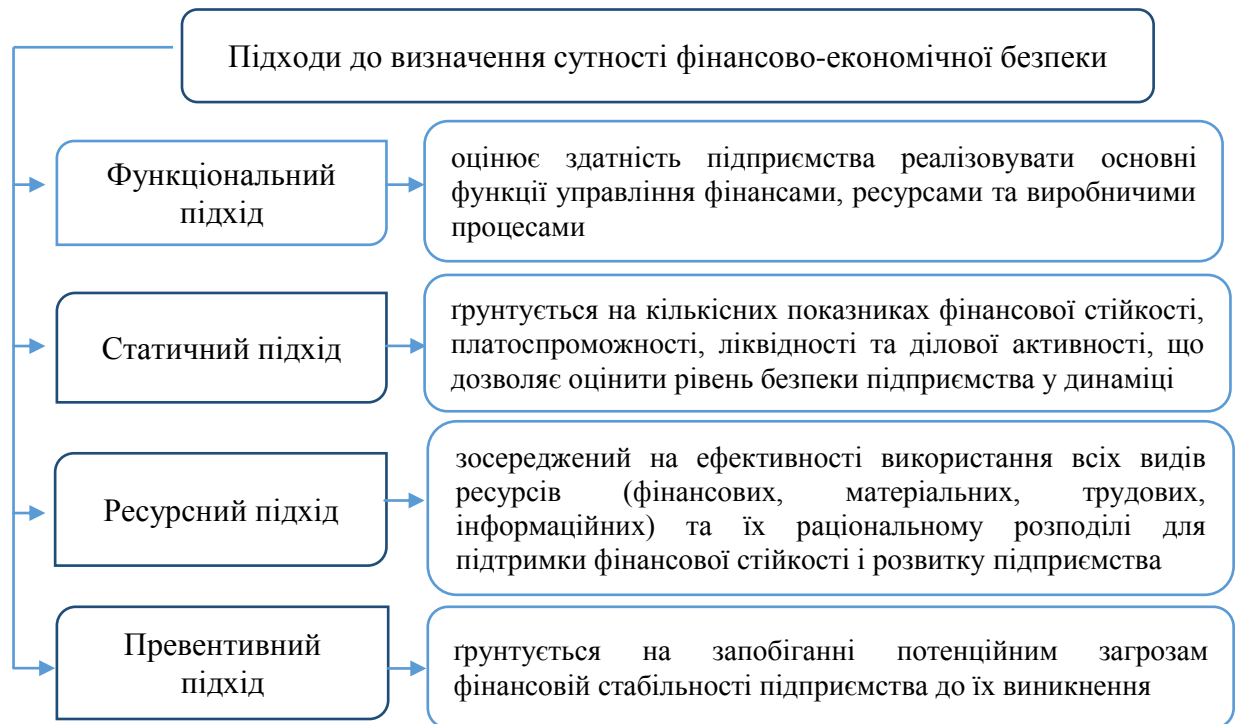 Підходи до визначення сутності фінансово-економічної безпеки
Функціональний
підхід
оцінює здатність підприємства реалізовувати основні
функції управління фінансами, ресурсами та виробничими
процесами
Статичний підхід
ґрунтується на кількісних показниках фінансової стійкості,
платоспроможності, ліквідності та ділової активності, що
дозволяє оцінити рівень безпеки підприємства у динаміці
Ресурсний підхід
зосереджений на ефективності використання всіх видів
ресурсів (фінансових, матеріальних, трудових,
інформаційних) та їх раціональному розподілі для
підтримки фінансової стійкості і розвитку підприємства
Превентивний
підхід
ґрунтується на запобіганні потенційним загрозам
фінансовій стабільності підприємства до їх виникнення